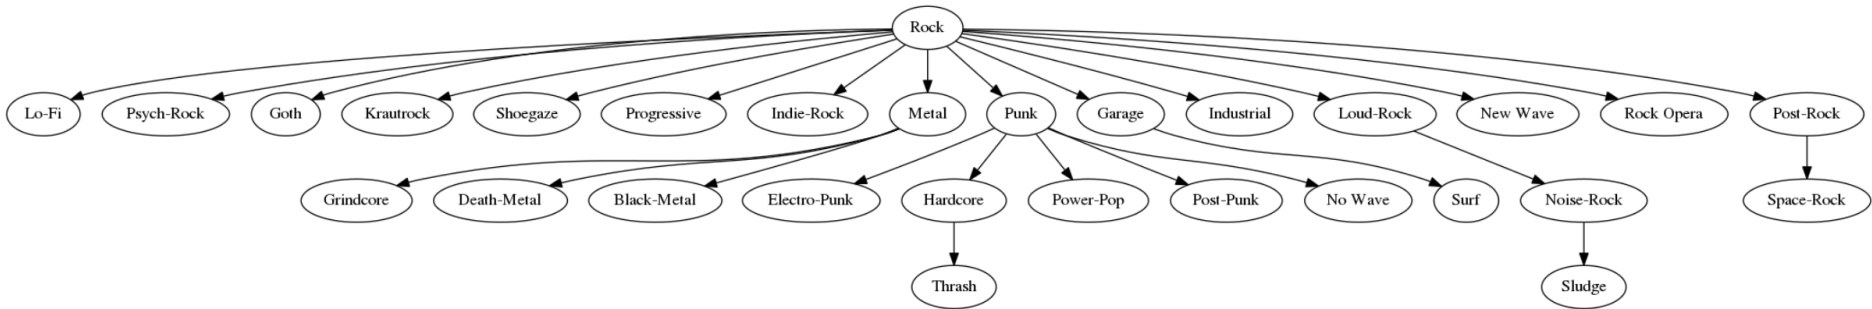 Rock
Lo-Fi Psych-Rock Goth Krautrock Shoegaze Progressive Indie-Rock Metal Punk Garage Industrial Loud-Rock New Wave Rock Opera Post-Rock
Grindcore Death-Metal Black-Metal Electro-Punk Hardcore Power-Pop Post-Punk No Wave Surf Noise-Rock Space-Rock
Thrash Sludge